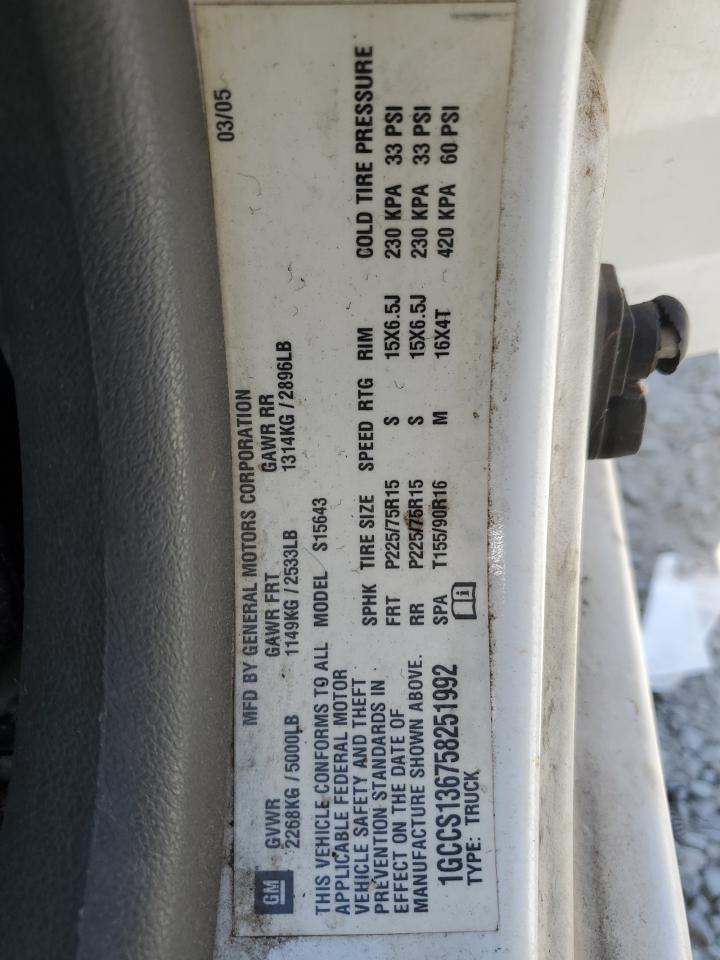 MFD BY GENERAL MOTORS CORPORATION 03/05
GM
GVWR GAWR FRT GAWR RR
2268KG / 5000LB 1149KG / 2533LB 1314KG / 2896LB
THIS VEHICLE CONFORMS TO ALL
APPLICABLE FEDERAL MOTOR
VEHICLE SAFETY AND THEFT
PREVENTION STANDARDS IN
EFFECT ON THE DATE OF
MANUFACTURE SHOWN ABOVE.
1GCCS136758251992
TYPE: TRUCK
MODEL S15643
SPHK TIRE SIZE SPEED RTG RIM COLD TIRE PRESSURE
FRT P225/75R15 S 15X6.5J 230 KPA 33 PSI
RR P225/75R15 S 15X6.5J 230 KPA 33 PSI
SPA T155/90R16 M 16X4T 420 KPA 60 PSI